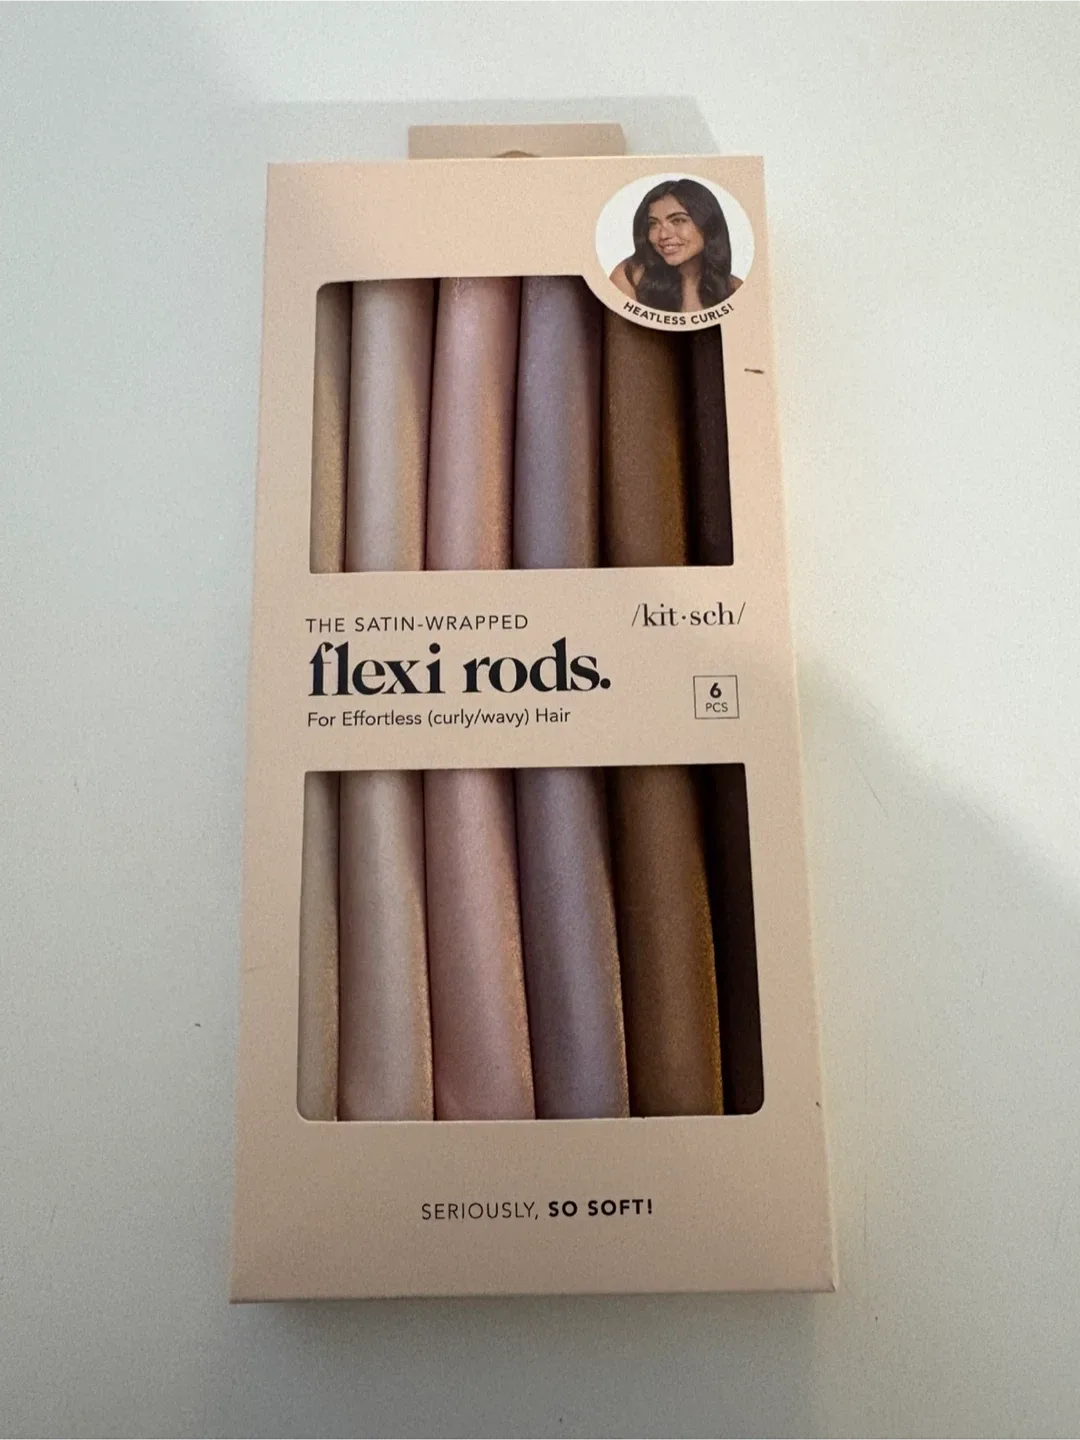 HEATLESS CURLS!
THE SATIN-WRAPPED
/kit·sch/
flexi rods.
6
PCS
For Effortless (curly/wavy) Hair
SERIOUSLY, SO SOFT!